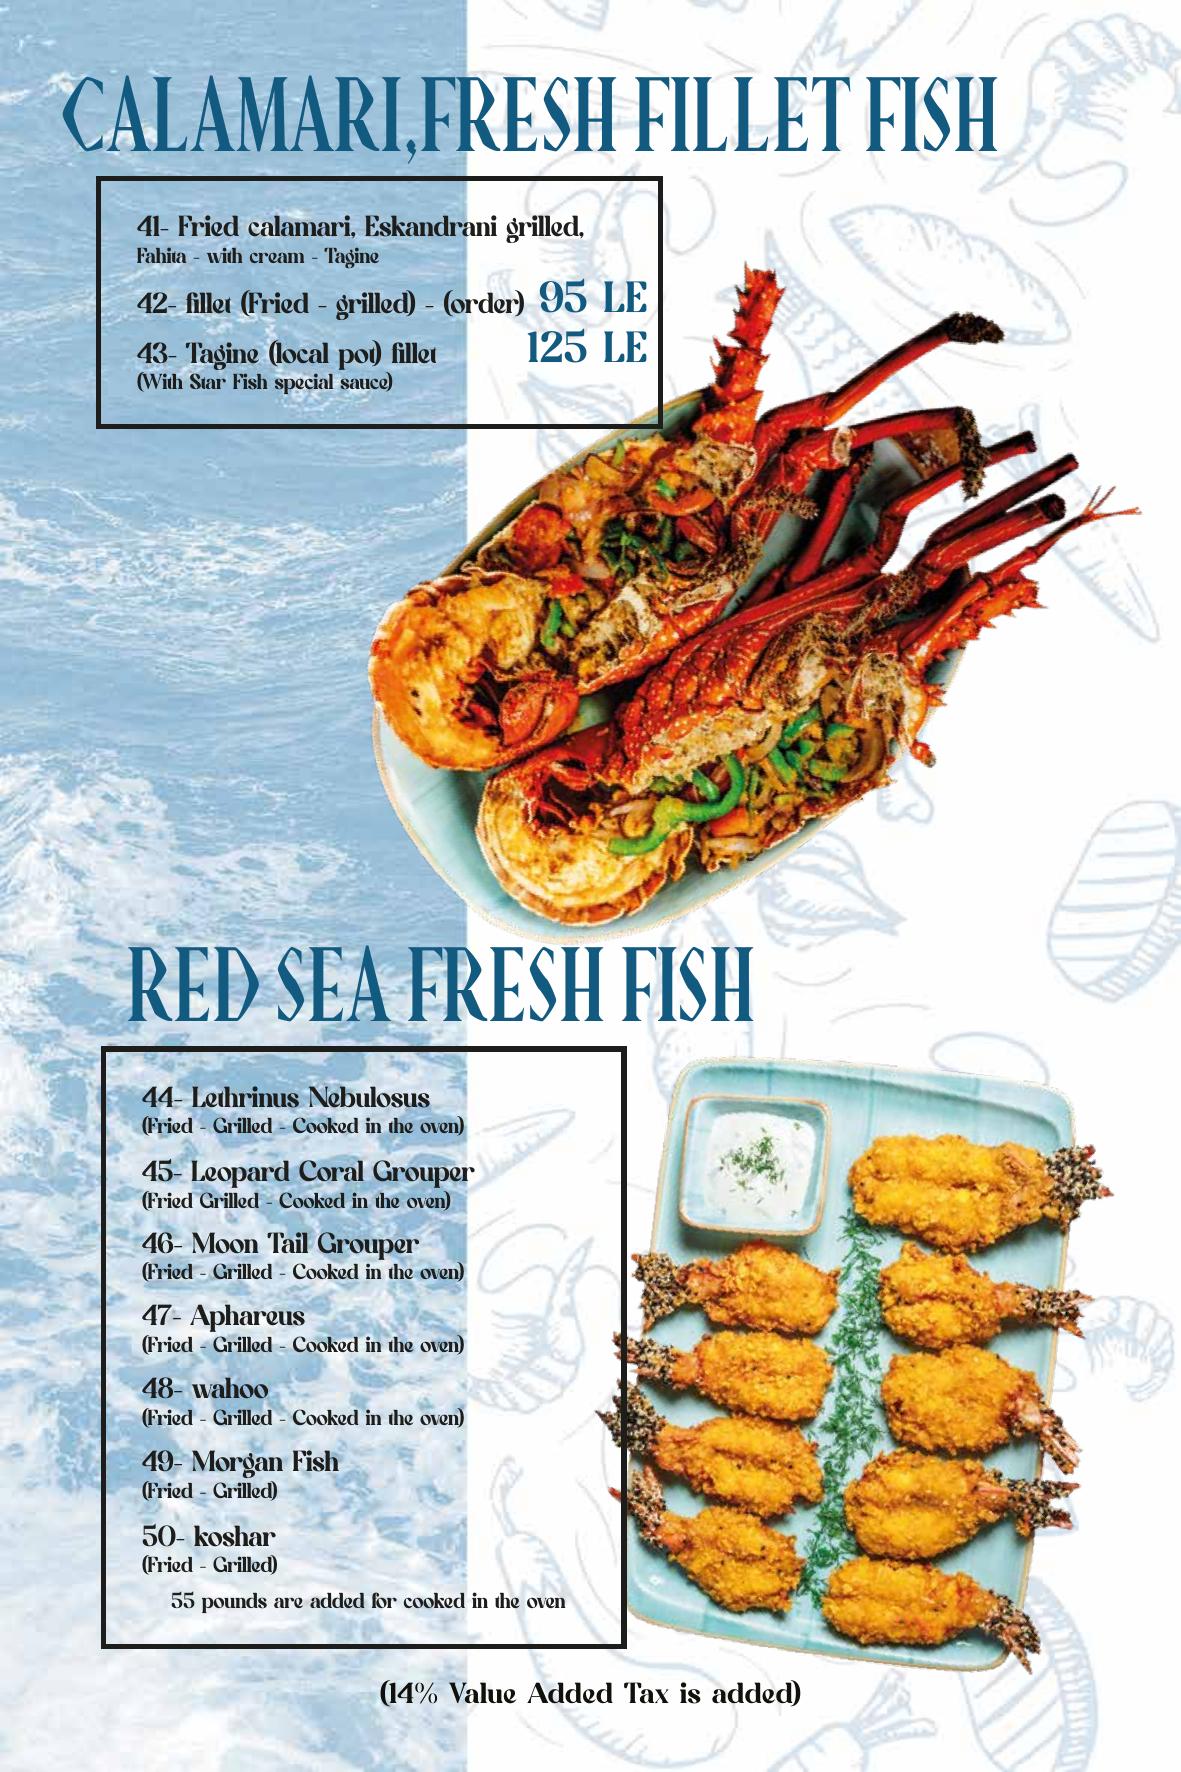 CALAMARI,FRESH FILLET FISH
41- Fried calamari, Eskandrani grilled,
Fahita - with cream - Tagine
42- fillet (Fried - grilled) - (order) 95 LE
43- Tagine (local pot) fillet 125 LE
(With Star Fish special sauce)
RED SEA FRESH FISH
44- Lethrinus Nebulosus
(Fried - Grilled - Cooked in the oven)
45- Leopard Coral Grouper
(Fried Grilled - Cooked in the oven)
46- Moon Tail Grouper
(Fried - Grilled - Cooked in the oven)
47- Aphareus
(Fried - Grilled - Cooked in the oven)
48- wahoo
(Fried - Grilled - Cooked in the oven)
49- Morgan Fish
(Fried - Grilled)
50- koshar
(Fried - Grilled)
55 pounds are added for cooked in the oven
(14% Value Added Tax is added)